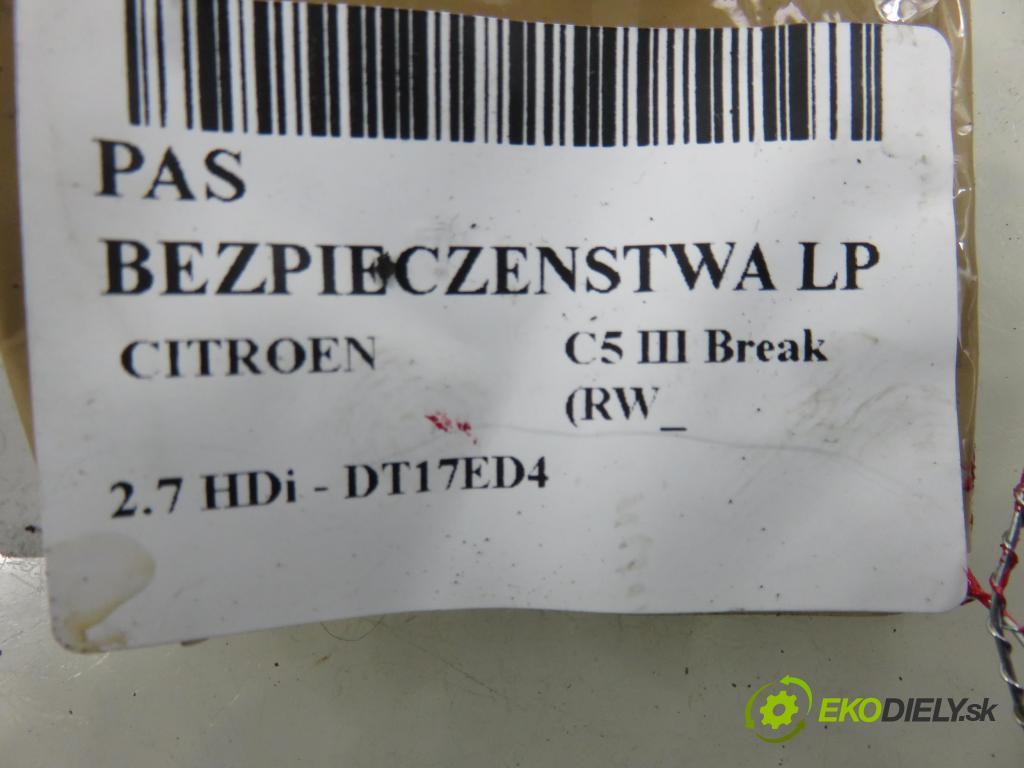 PAS
BEZPIECZENSTWA LP
CITROEN C5 III Break
(RW_
2.7 HDi - DT17ED4
EKODIELY.sk